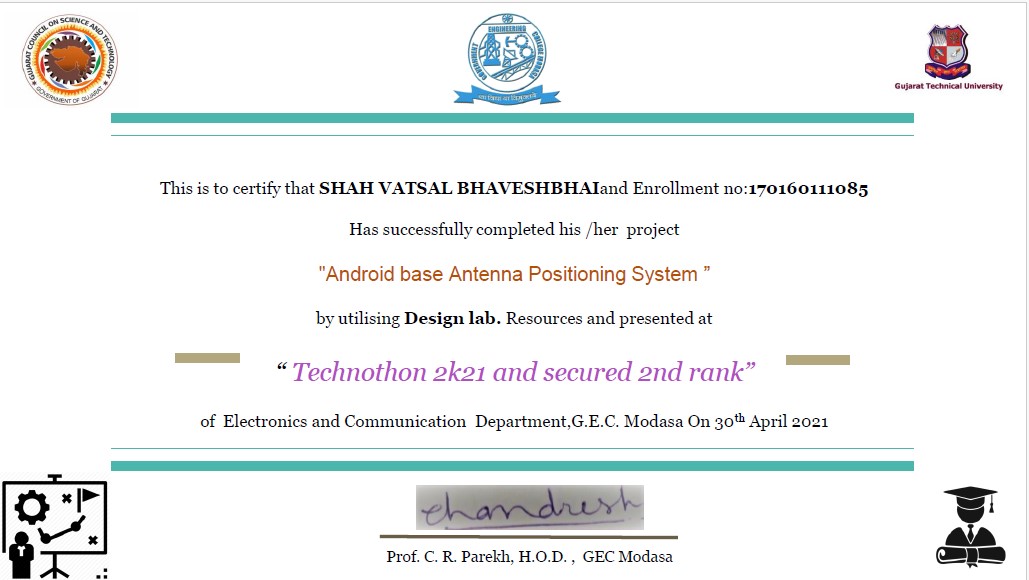 GUJARAT COUNCIL ON SCIENCE AND TECHNOLOGY
GOVERNMENT OF GUJARAT
GOVERNMENT ENGINEERING COLLEGE MODASA
Gujarat Technical University
This is to certify that SHAH VATSAL BHAVESHBHAIand Enrollment no:170160111085
Has successfully completed his /her project
"Android base Antenna Positioning System ”
by utilising Design lab. Resources and presented at
“ Technothon 2k21 and secured 2nd rank”
of Electronics and Communication Department,G.E.C. Modasa On 30th April 2021
Chandresh
Prof. C. R. Parekh, H.O.D. , GEC Modasa